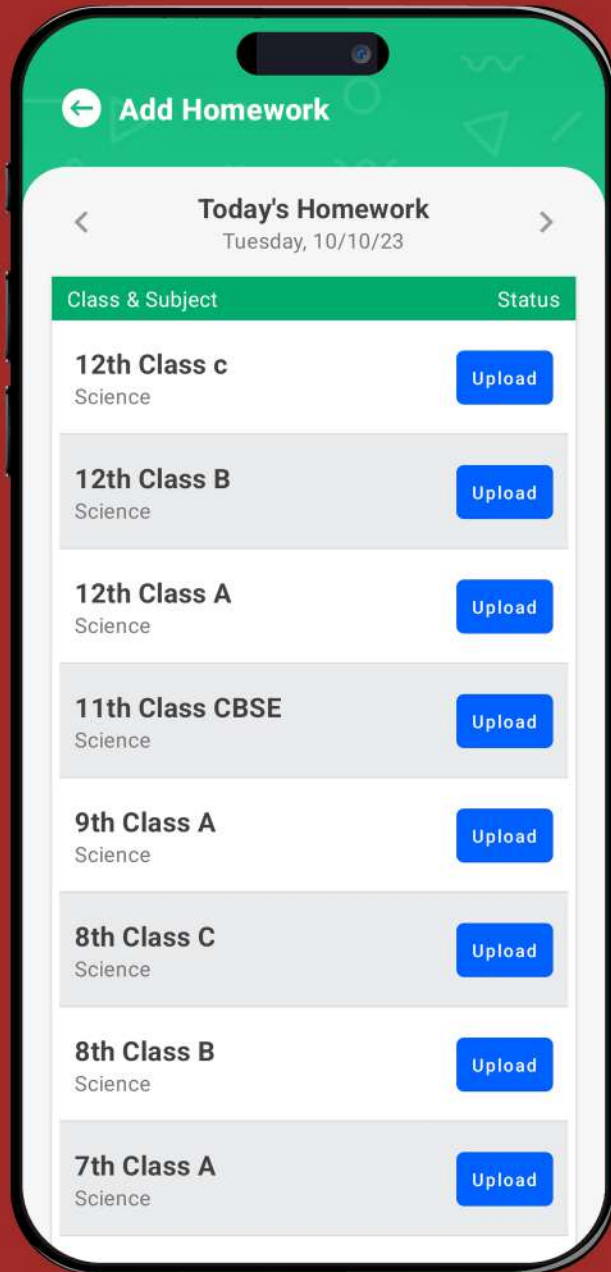 Add Homework
Today's Homework
Tuesday, 10/10/23
Class & Subject Status
12th Class c
Science
Upload
12th Class B
Science
Upload
12th Class A
Science
Upload
11th Class CBSE
Science
Upload
9th Class A
Science
Upload
8th Class C
Science
Upload
8th Class B
Science
Upload
7th Class A
Science
Upload